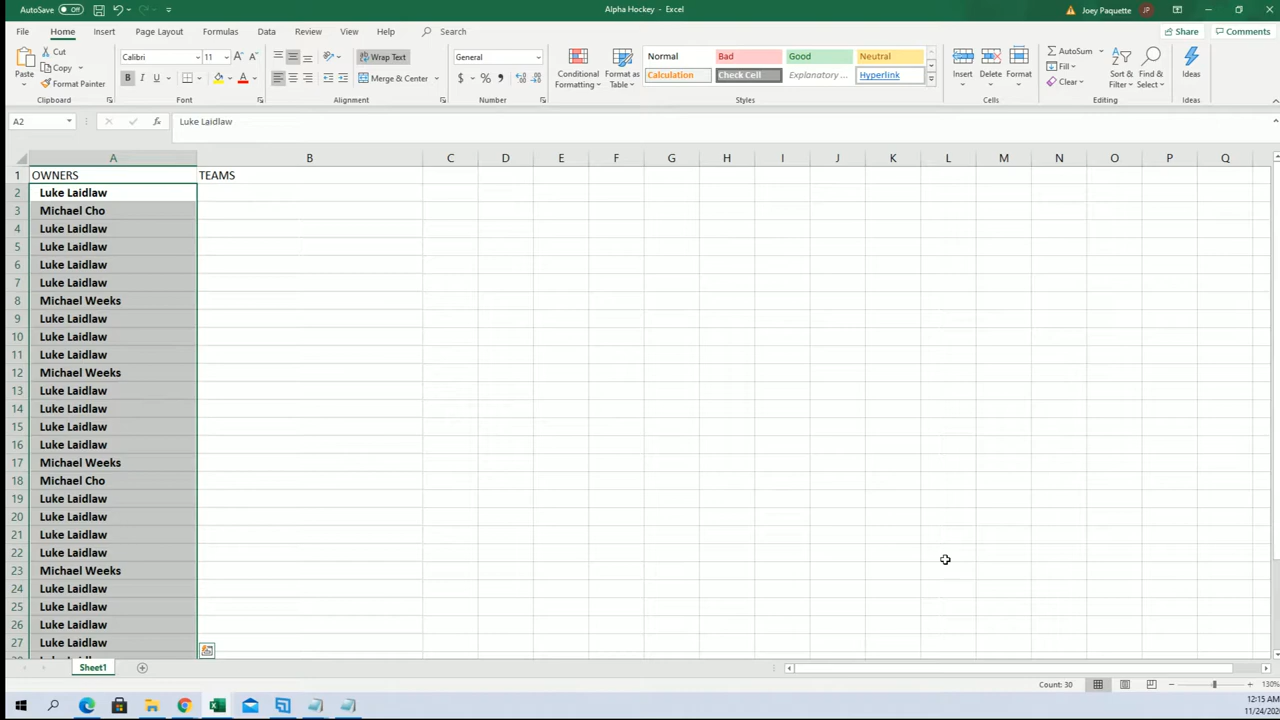 AutoSave Off Alpha Hockey - Excel Joey Paquette JP
File Home Insert Page Layout Formulas Data Review View Help Search Share Comments
Paste Cut Copy Format Painter Clipboard
Calibri 11 B I U Font
Wrap Text Merge & Center Alignment
General $ % Number
Conditional Formatting Format as Table
Normal Bad Good Neutral
Calculation Check Cell Explanatory ... Hyperlink
Styles
Insert Delete Format Cells
AutoSum Fill Clear Sort & Filter Find & Select Editing
Ideas Ideas
A2 fx Luke Laidlaw
A B C D E F G H I J K L M N O P Q
1 OWNERS TEAMS
2 Luke Laidlaw
3 Michael Cho
4 Luke Laidlaw
5 Luke Laidlaw
6 Luke Laidlaw
7 Luke Laidlaw
8 Michael Weeks
9 Luke Laidlaw
10 Luke Laidlaw
11 Luke Laidlaw
12 Michael Weeks
13 Luke Laidlaw
14 Luke Laidlaw
15 Luke Laidlaw
16 Luke Laidlaw
17 Michael Weeks
18 Michael Cho
19 Luke Laidlaw
20 Luke Laidlaw
21 Luke Laidlaw
22 Luke Laidlaw
23 Michael Weeks
24 Luke Laidlaw
25 Luke Laidlaw
26 Luke Laidlaw
27 Luke Laidlaw
Sheet1
Count: 30 130%
12:15 AM
11/24/20